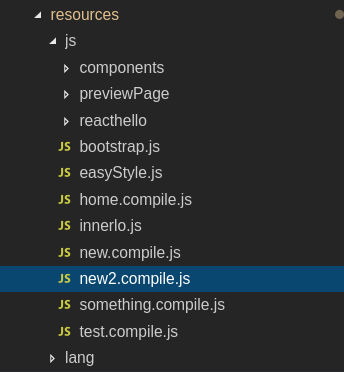 resources
js
components
previewPage
reacthello
JS bootstrap.js
JS easyStyle.js
JS home.compile.js
JS innerlo.js
JS new.compile.js
JS new2.compile.js
JS something.compile.js
JS test.compile.js
lang